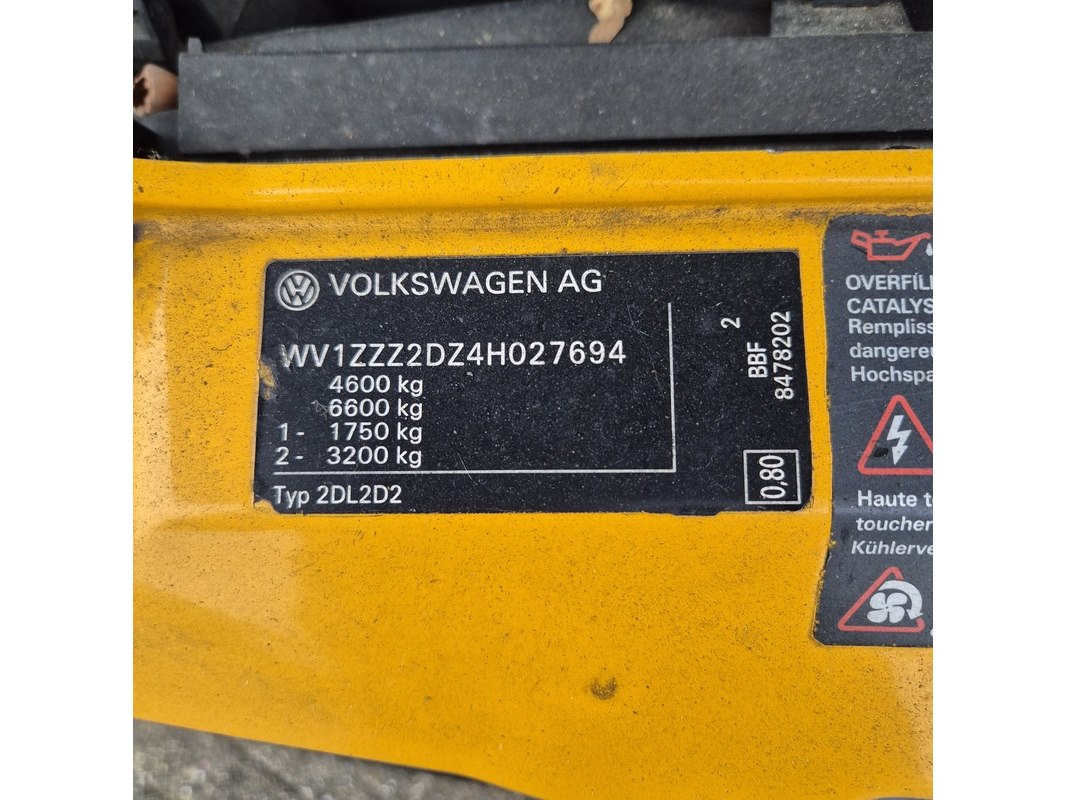 VOLKSWAGEN AG
WV1ZZZ2DZ4H027694
4600 kg
6600 kg
1- 1750 kg
2- 3200 kg
Typ 2DL2D2
2
BBF
8478202
0,80
OVERFIL
CATALYS
Rempliss
dangereu
Hochspa
Haute t
toucher
Kühlerve